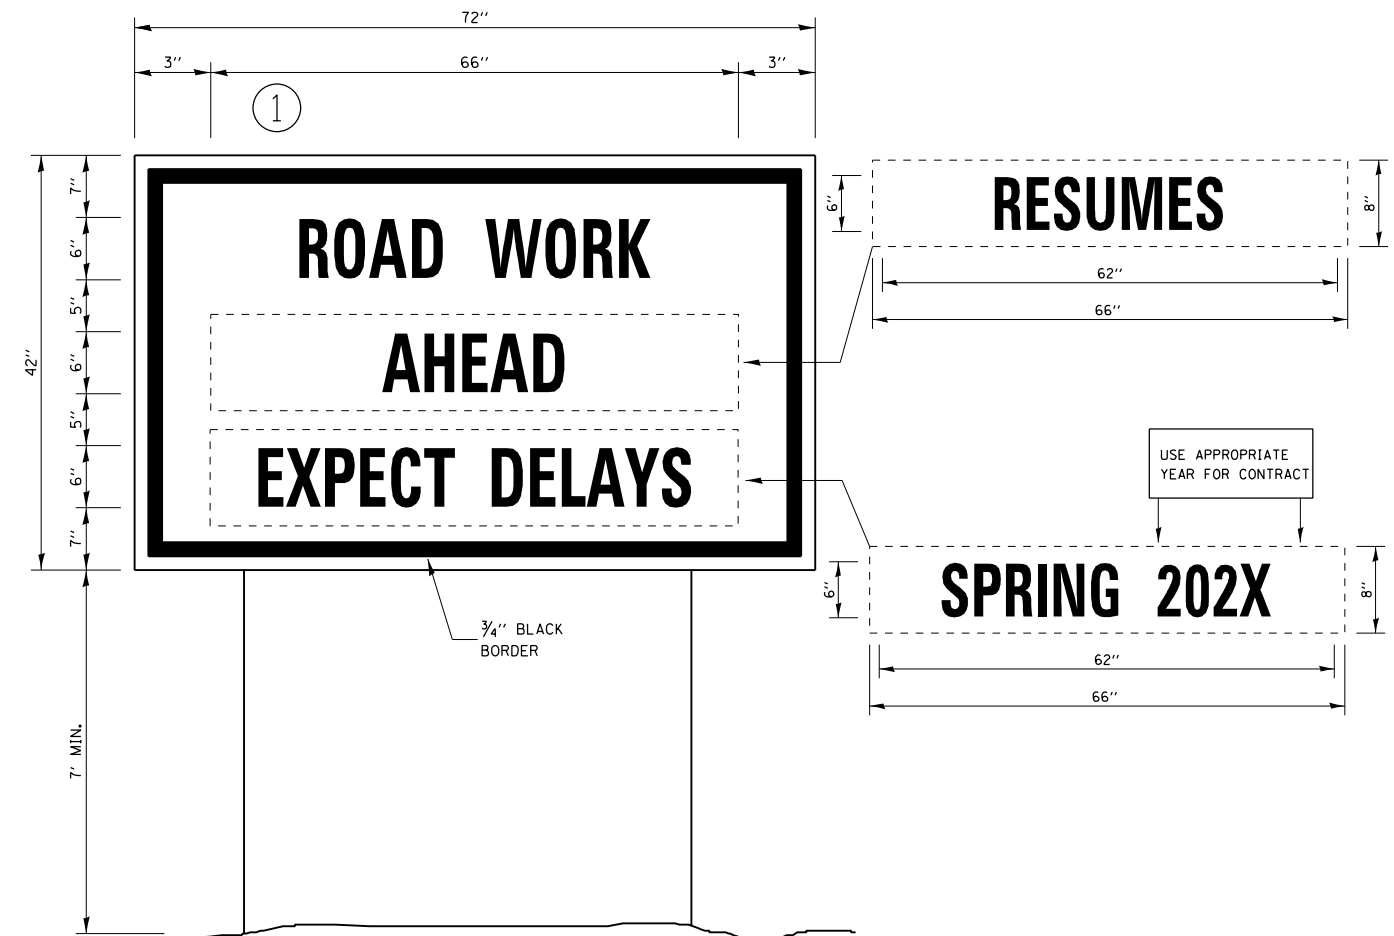 72''
3'' 66'' 3''
1
ROAD WORK
AHEAD
EXPECT DELAYS
7''
6''
5''
6''
5''
6''
7''
42''
7' MIN.
3/4'' BLACK
BORDER
RESUMES
6''
8''
62''
66''
USE APPROPRIATE
YEAR FOR CONTRACT
SPRING 202X
6''
8''
62''
66''